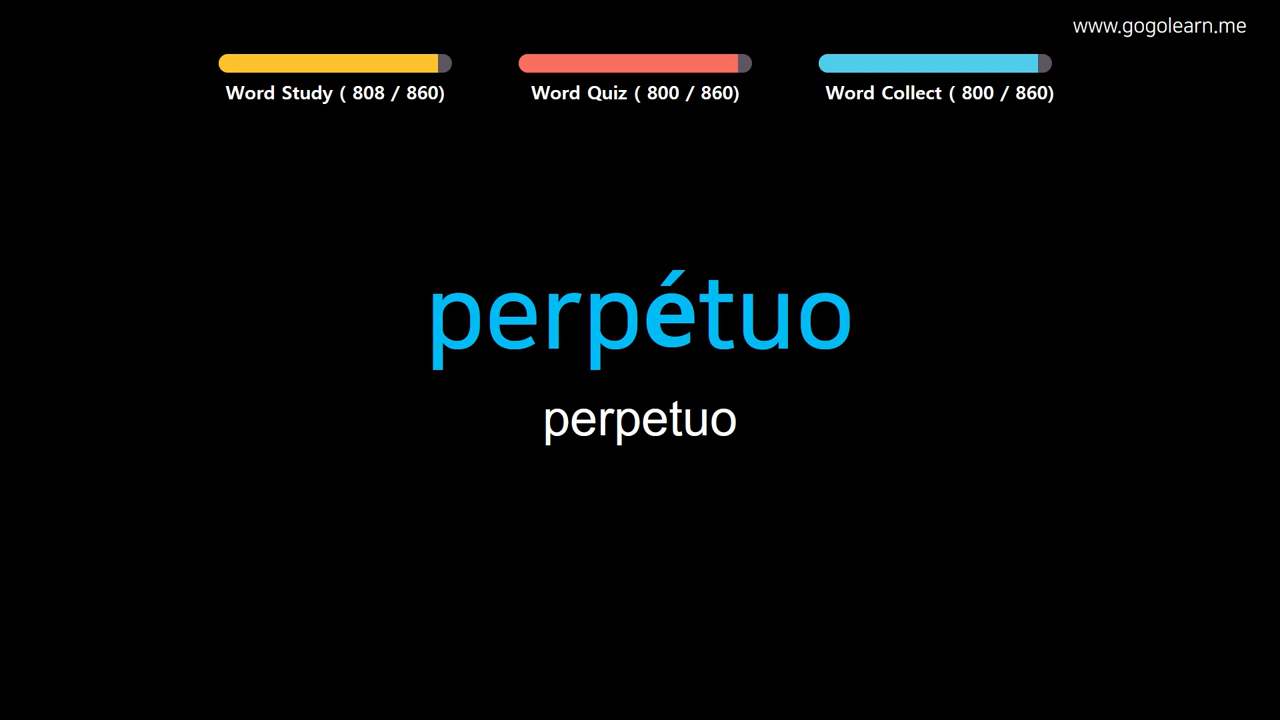 www.gogolearn.me
Word Study ( 808 / 860)
Word Quiz ( 800 / 860)
Word Collect ( 800 / 860)
perpétuo
perpetuo